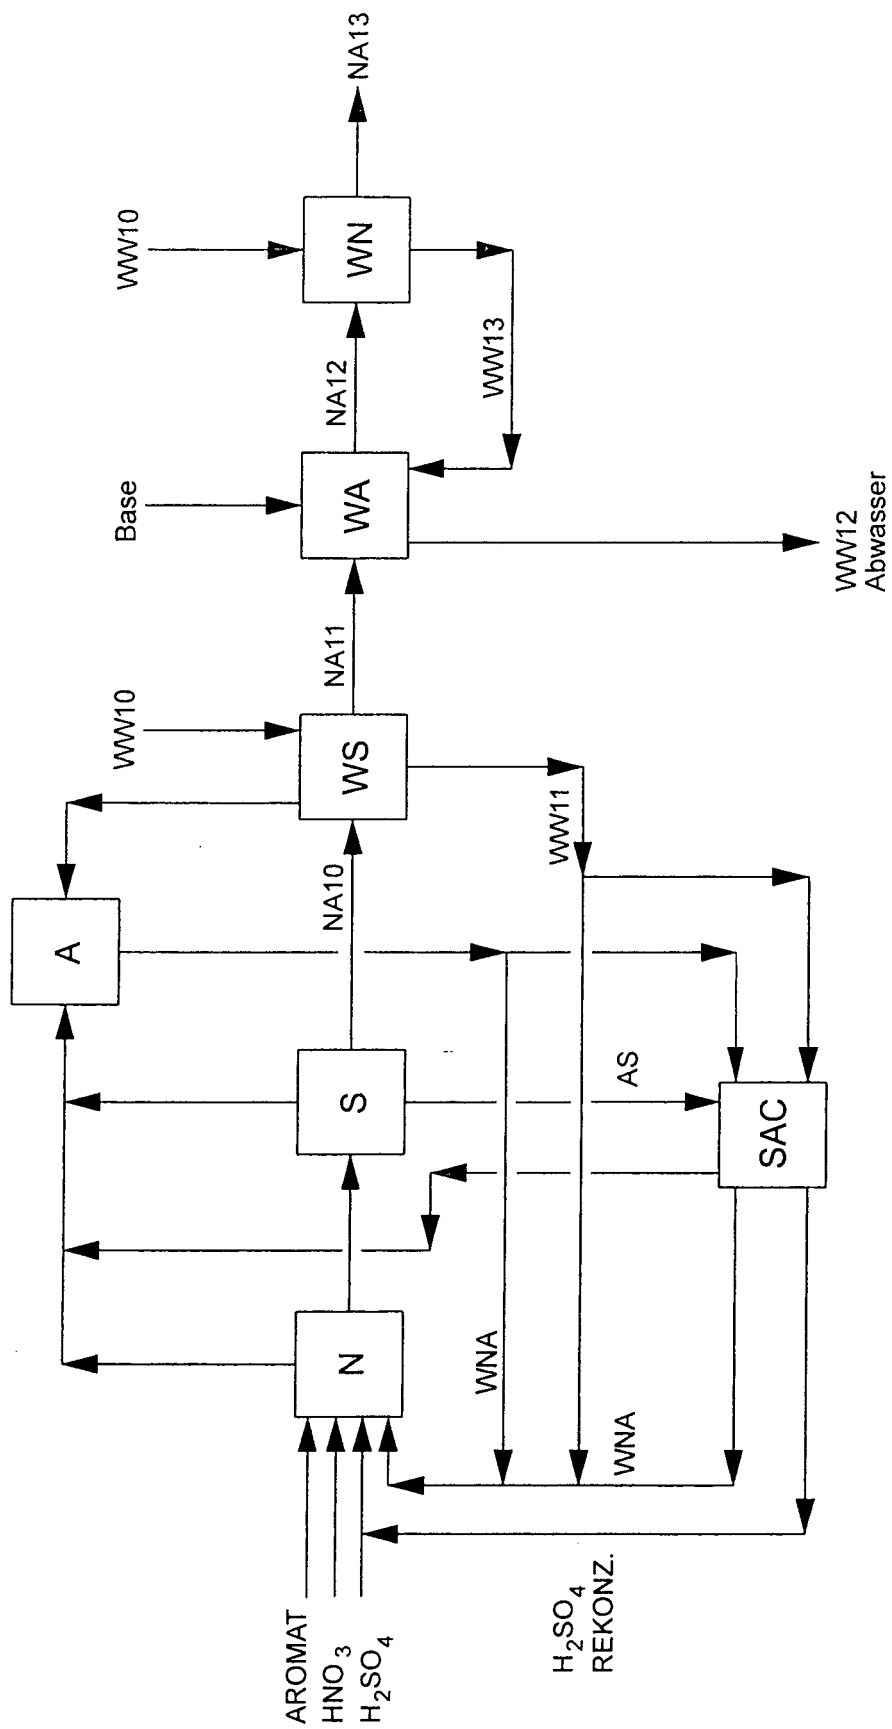 A
WW10
Base
WW10
AROMAT
HNO₃
H₂SO₄
N
S
NA10
WS
NA11
WA
NA12
WN
NA13
WNA
WNA
AS
WW11
WW13
H₂SO₄
REKONZ.
SAC
WW12
Abwasser